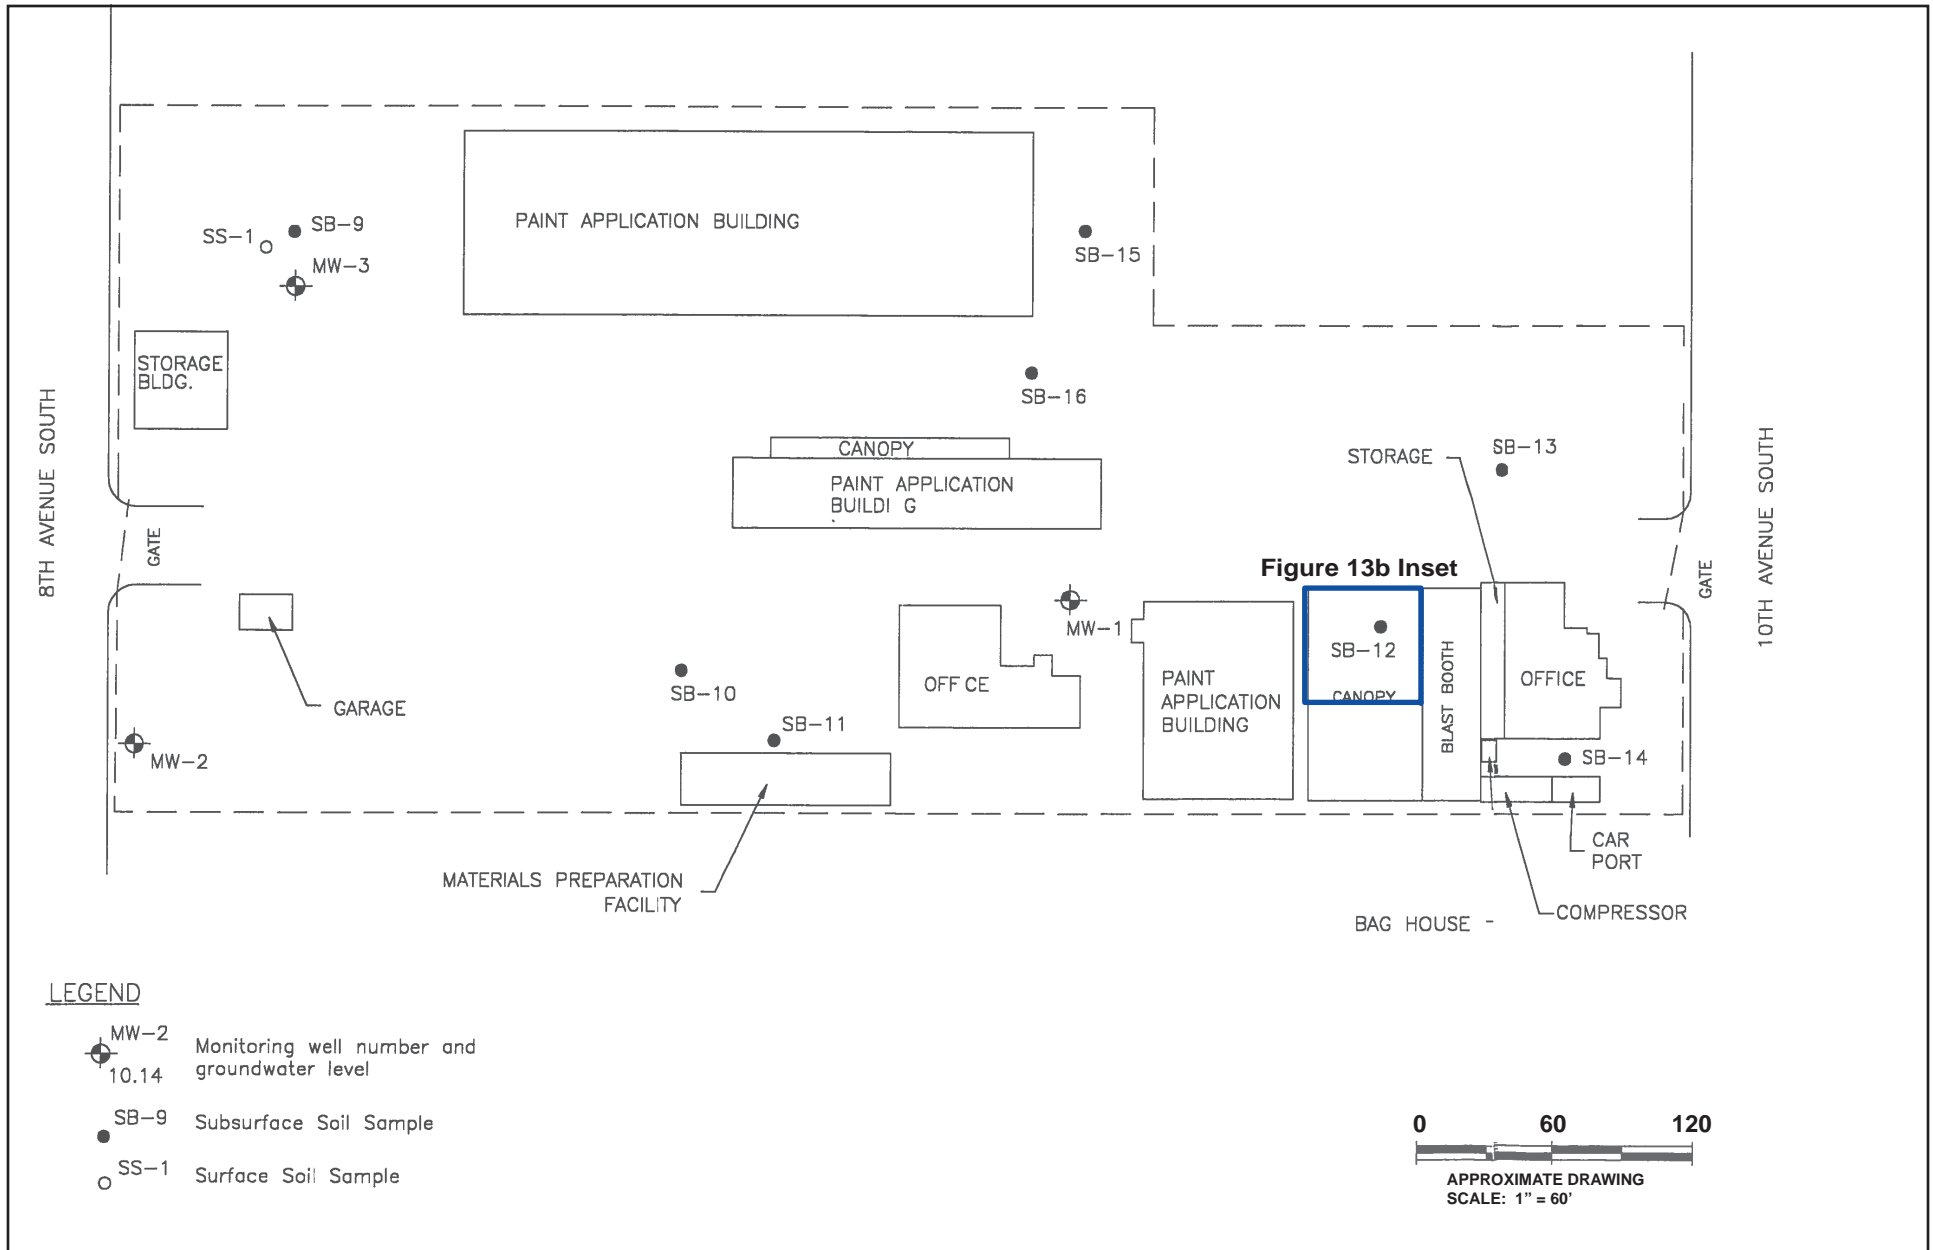 PAINT APPLICATION BUILDING
SS-1
SB-9
MW-3
SB-15
STORAGE
BLDG.
SB-16
8TH AVENUE SOUTH
GATE
CANOPY
PAINT APPLICATION
BUILDI G
STORAGE
SB-13
10TH AVENUE SOUTH
GATE
Figure 13b Inset
MW-1
SB-12
CANOPY
BLAST BOOTH
OFFICE
PAINT
APPLICATION
BUILDING
OFF CE
SB-10
GARAGE
SB-11
MW-2
SB-14
CAR
PORT
MATERIALS PREPARATION
FACILITY
COMPRESSOR
BAG HOUSE -
LEGEND
MW-2
10.14
Monitoring well number and
groundwater level
SB-9
Subsurface Soil Sample
SS-1
Surface Soil Sample
0 60 120
APPROXIMATE DRAWING
SCALE: 1” = 60’